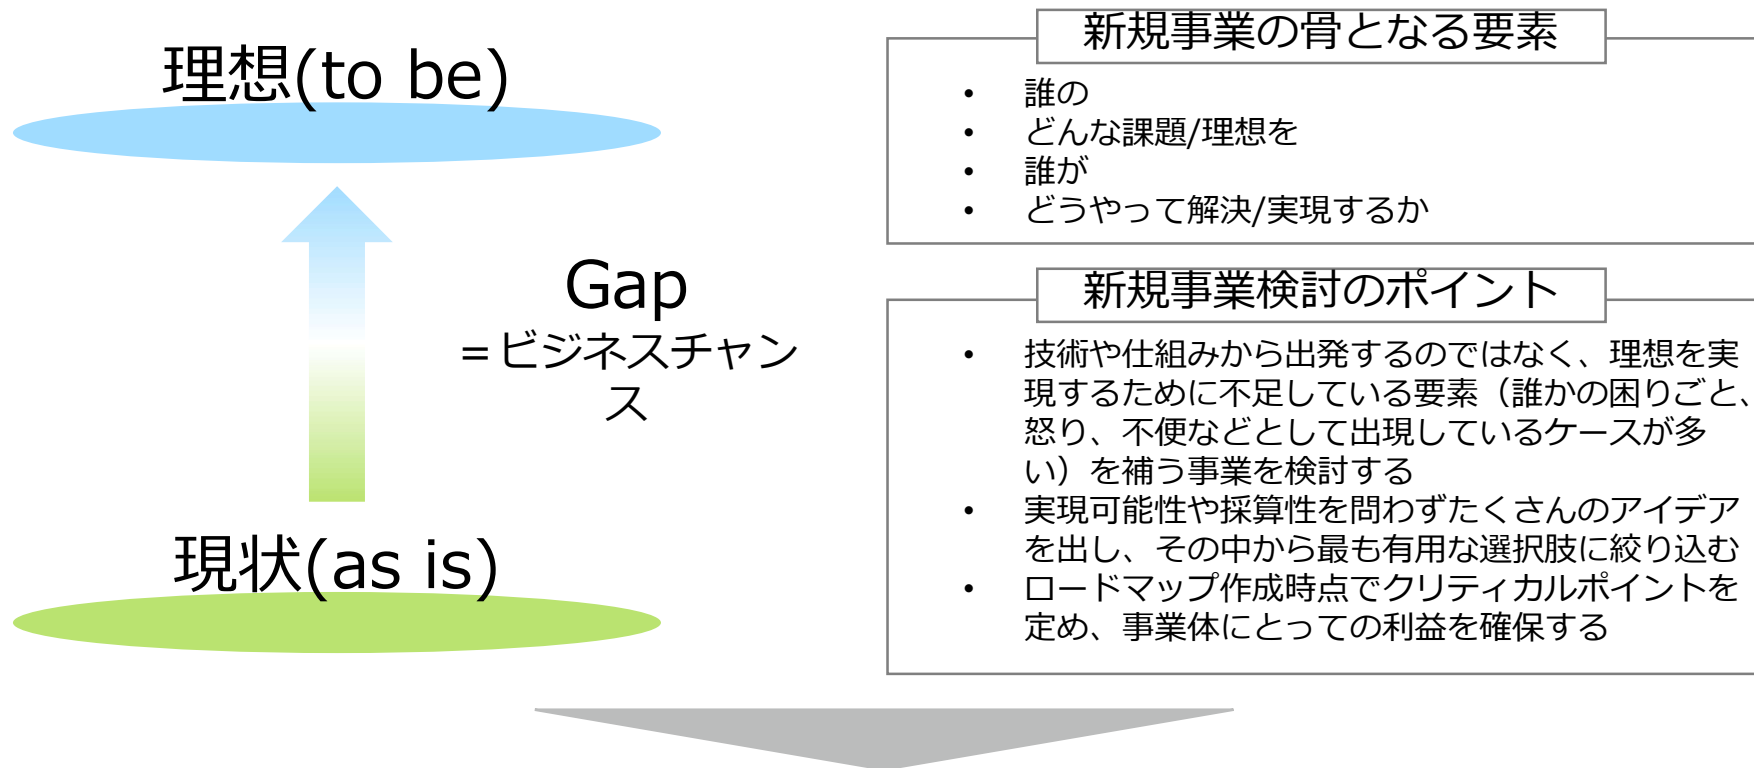 理想(to be)
Gap
＝ビジネスチャン
ス
現状(as is)
新規事業の骨となる要素
• 誰の
• どんな課題/理想を
• 誰が
• どうやって解決/実現するか
新規事業検討のポイント
• 技術や仕組みから出発するのではなく、理想を実
現するために不足している要素（誰かの困りごと、
怒り、不便などとして出現しているケースが多
い）を補う事業を検討する
• 実現可能性や採算性を問わずたくさんのアイデア
を出し、その中から最も有用な選択肢に絞り込む
• ロードマップ作成時点でクリティカルポイントを
定め、事業体にとっての利益を確保する